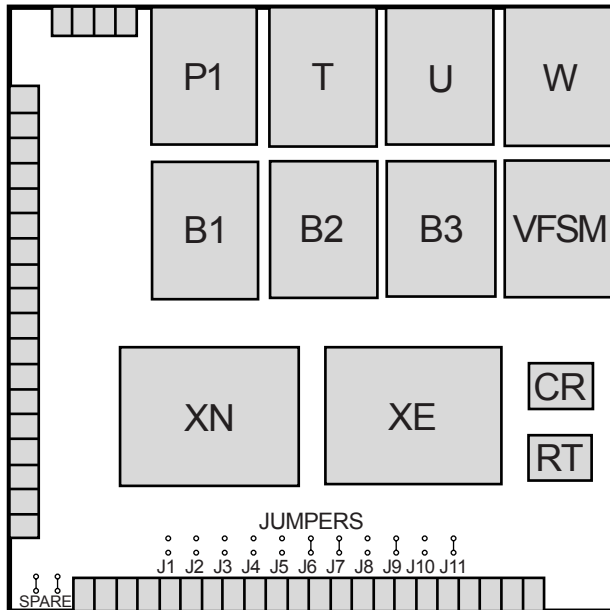 P1 T U W
B1 B2 B3 VFSM
XN XE CR
RT
JUMPERS
J1 J2 J3 J4 J5 J6 J7 J8 J9 J10 J11
SPARE